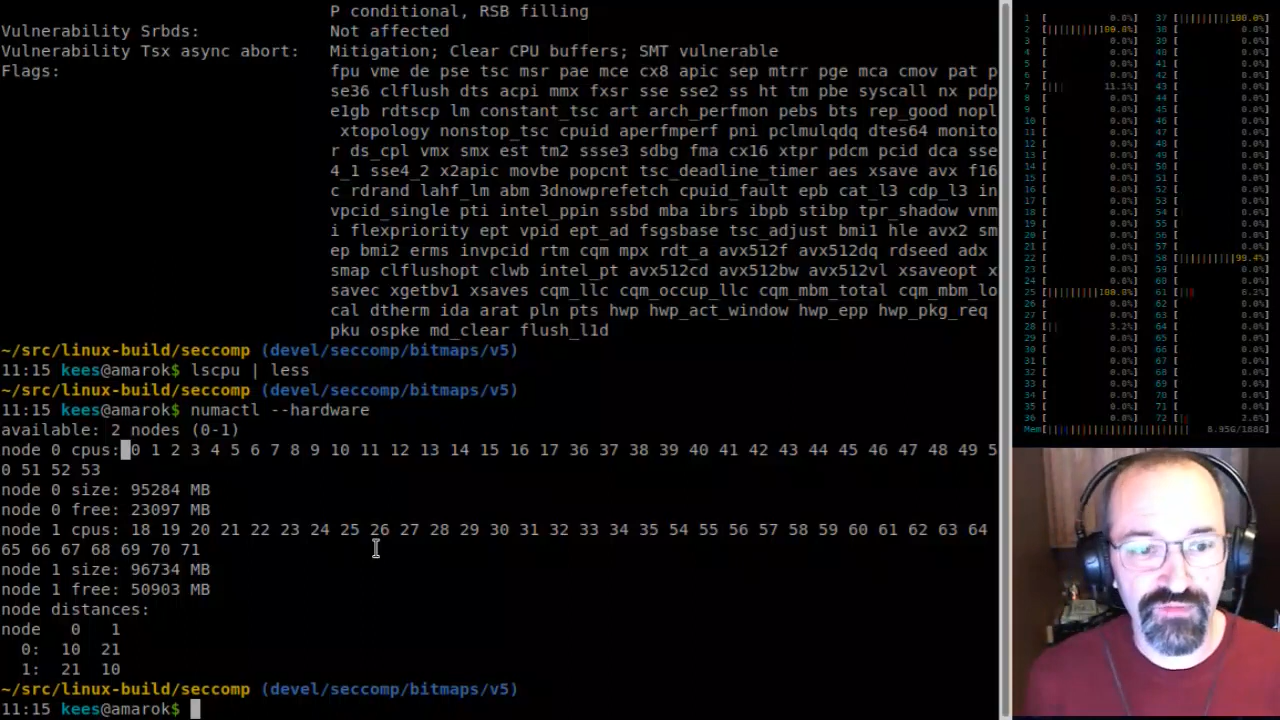 P conditional, RSB filling
Vulnerability Srbds: Not affected
Vulnerability Tsx async abort: Mitigation; Clear CPU buffers; SMT vulnerable
Flags: fpu vme de pse tsc msr pae mce cx8 apic sep mtrr pge mca cmov pat p
se36 clflush dts acpi mmx fxsr sse sse2 ss ht tm pbe syscall nx pdp
e1gb rdtscp lm constant_tsc art arch_perfmon pebs bts rep_good nopl
xtopology nonstop_tsc cpuid aperfmperf pni pclmulqdq dtes64 monito
r ds_cpl vmx smx est tm2 ssse3 sdbg fma cx16 xtpr pdcm pcid dca sse
4_1 sse4_2 x2apic movbe popcnt tsc_deadline_timer aes xsave avx f16
c rdrand lahf_lm abm 3dnowprefetch cpuid_fault epb cat_l3 cdp_l3 in
vpcid_single pti intel_ppin ssbd mba ibrs ibpb stibp tpr_shadow vnm
i flexpriority ept vpid ept_ad fsgsbase tsc_adjust bmi1 hle avx2 sm
ep bmi2 erms invpcid rtm cqm mpx rdt_a avx512f avx512dq rdseed adx
smap clflushopt clwb intel_pt avx512cd avx512bw avx512vl xsaveopt x
savec xgetbv1 xsaves cqm_llc cqm_occup_llc cqm_mbm_total cqm_mbm_lo
cal dtherm ida arat pln pts hwp hwp_act_window hwp_epp hwp_pkg_req
pku ospke md_clear flush_l1d
~/src/linux-build/seccomp (devel/seccomp/bitmaps/v5)
11:15 kees@amarok$ lscpu | less
~/src/linux-build/seccomp (devel/seccomp/bitmaps/v5)
11:15 kees@amarok$ numactl --hardware
available: 2 nodes (0-1)
node 0 cpus: 0 1 2 3 4 5 6 7 8 9 10 11 12 13 14 15 16 17 36 37 38 39 40 41 42 43 44 45 46 47 48 49 5
0 51 52 53
node 0 size: 95284 MB
node 0 free: 23097 MB
node 1 cpus: 18 19 20 21 22 23 24 25 26 27 28 29 30 31 32 33 34 35 54 55 56 57 58 59 60 61 62 63 64
65 66 67 68 69 70 71
node 1 size: 96734 MB
node 1 free: 50903 MB
node distances:
node 0 1
0: 10 21
1: 21 10
~/src/linux-build/seccomp (devel/seccomp/bitmaps/v5)
11:15 kees@amarok$